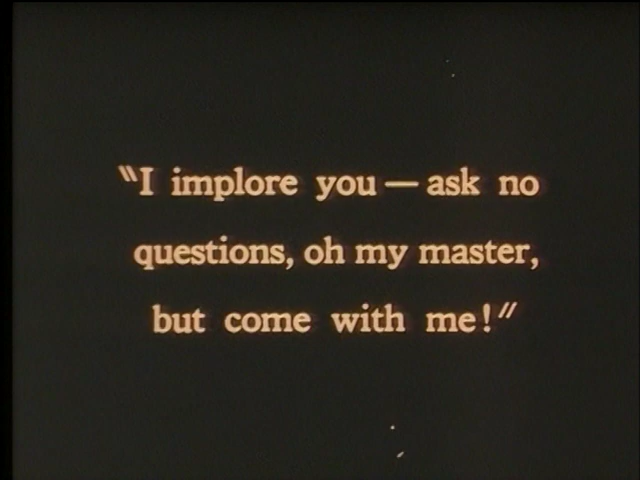 "I implore you — ask no
questions, oh my master,
but come with me!"